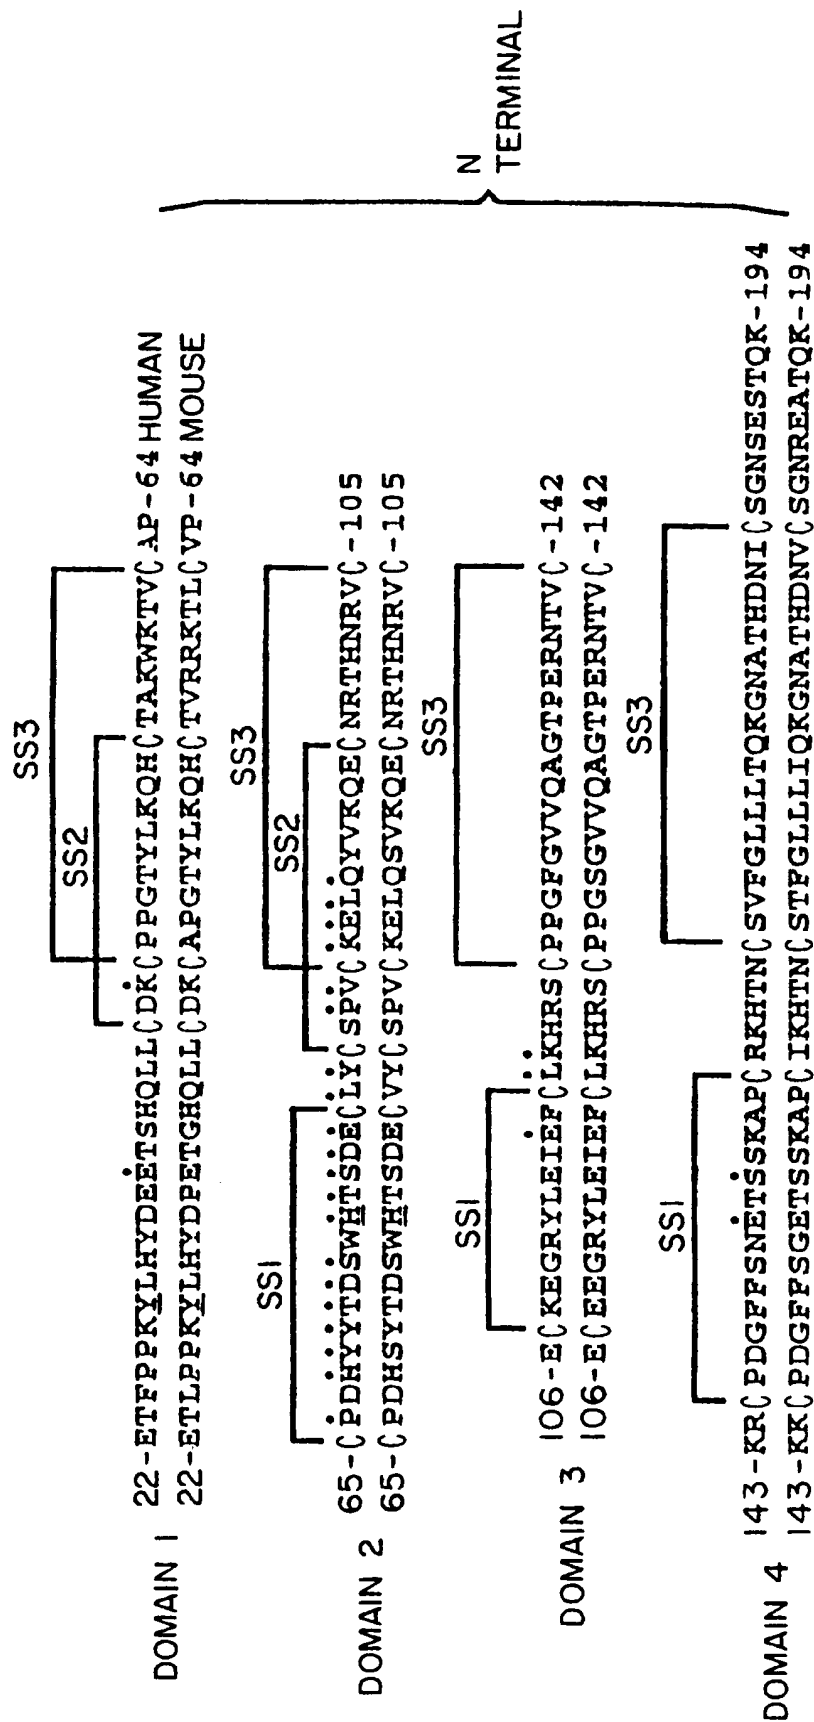 SS3
SS2
DOMAIN 1 22-ETFPPKYLHYDEETSHQLLCDKCPPGTYLKQHCTAKWKTVCAP-64 HUMAN
22-ETLPPKYLHYDPETGHQLLCDKCAPGTYLKQHCTVRRKTLCVP-64 MOUSE
SS3
SS1 SS2
DOMAIN 2 65-CPDHYYTDSWHTSDECLYCSPVCKELQYVKQECNRTHNRVC-105
65-CPDHSYTDSWHTSDECVYCSPVCKELQSVKQECNRTHNRVC-105
SS3
SS1
DOMAIN 3 106-ECKEGRYLEIEFCLKHRSCPPGFGVVQAGTPERNTVC-142
106-ECEEGRYLEIEFCLKHRSCPPGSGVVQAGTPERNTVC-142
SS3
SS1
DOMAIN 4 143-KRCPDGFFSNETSSKAPCRKHTNCSVFGLLLTQKGNATHDNICSGNSESTQK-194
143-KKCPDGFFSGETSSKAPCIKHTNCSTFGLLLIQKGNATHDNVCSGNREATQK-194
N
TERMINAL